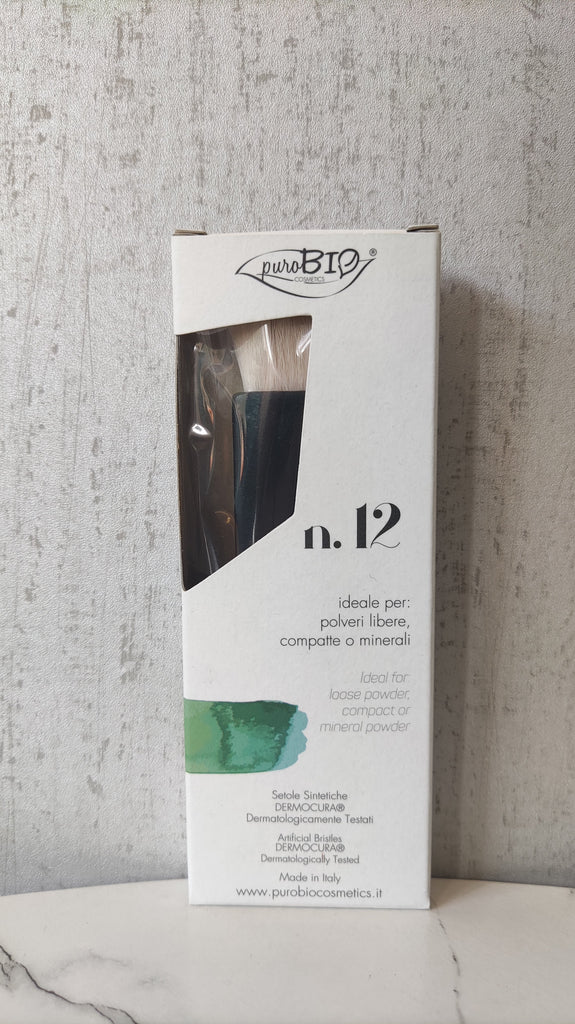 puroBIO®
COSMETICS
n. 12
ideale per:
polveri libere,
compatte o minerali
Ideal for
loose powder,
compact or
mineral powder
Setole Sintetiche
DERMOCURA®
Dermatologicamente Testati
Artificial Bristles
DERMOCURA®
Dermatologically Tested
Made in Italy
www.purobiocosmetics.it